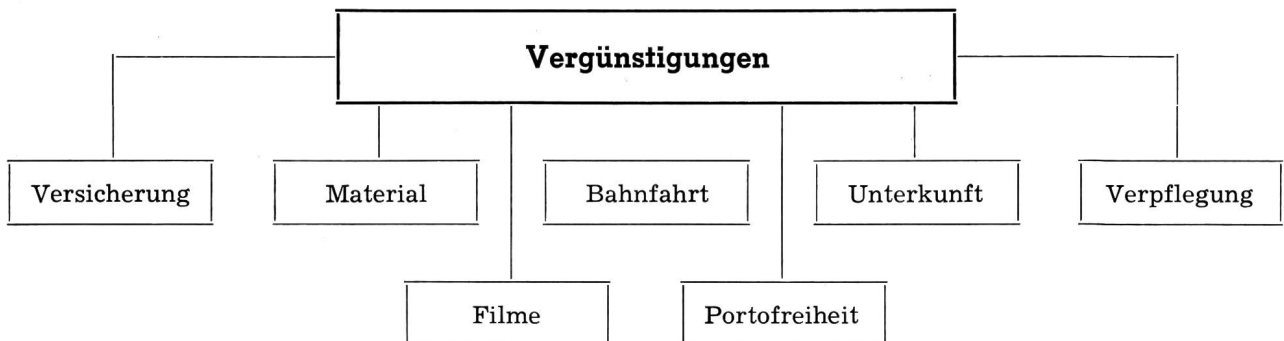 Vergünstigungen
Versicherung
Material
Bahnfahrt
Unterkunft
Verpflegung
Filme
Portofreiheit